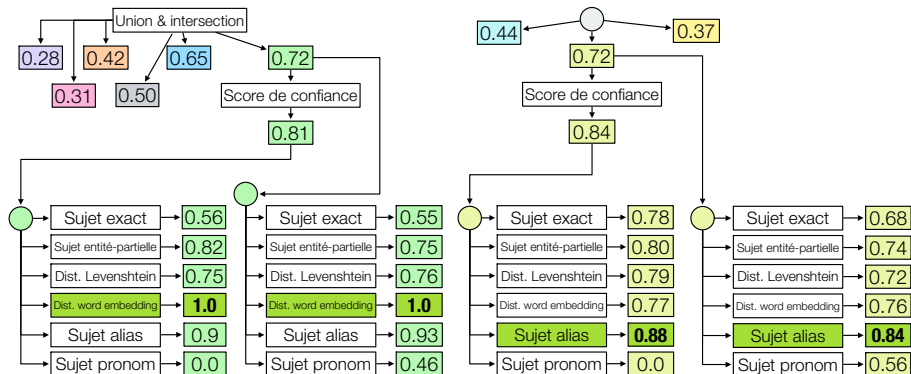 Union & intersection
0.28
0.42
0.65
0.72
0.31
0.50
Score de confiance
0.81
Sujet exact 0.56
Sujet entité-partielle 0.82
Dist. Levenshtein 0.75
Dist. word embedding 1.0
Sujet alias 0.9
Sujet pronom 0.0
Sujet exact 0.55
Sujet entité-partielle 0.75
Dist. Levenshtein 0.76
Dist. word embedding 1.0
Sujet alias 0.93
Sujet pronom 0.46
0.44
0.37
0.72
Score de confiance
0.84
Sujet exact 0.78
Sujet entité-partielle 0.80
Dist. Levenshtein 0.79
Dist. word embedding 0.77
Sujet alias 0.88
Sujet pronom 0.0
Sujet exact 0.68
Sujet entité-partielle 0.74
Dist. Levenshtein 0.72
Dist. word embedding 0.76
Sujet alias 0.84
Sujet pronom 0.56